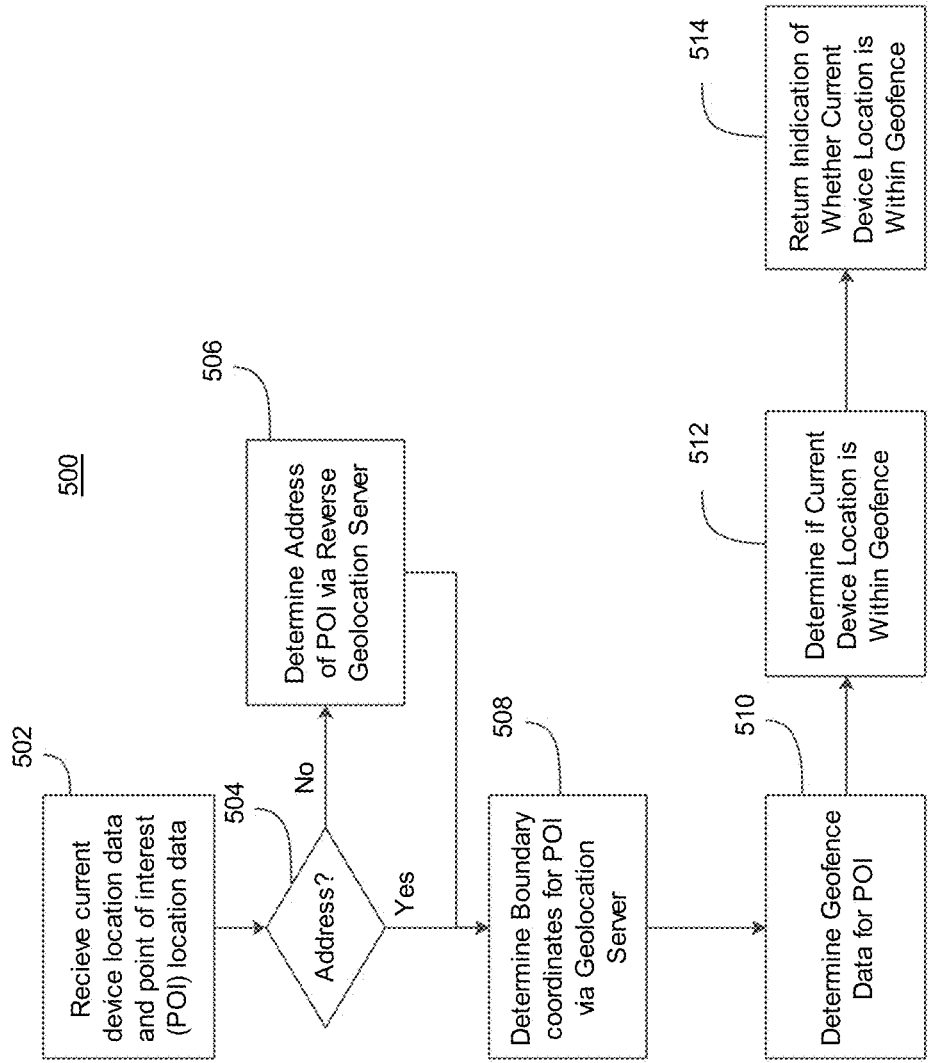 500
502
Recieve current
device location data
and point of interest
(POI) location data
504
Address?
No
Yes
506
Determine Address
of POI via Reverse
Geolocation Server
508
Determine Boundary
coordinates for POI
via Geolocation
Server
510
Determine Geofence
Data for POI
512
Determine if Current
Device Location is
Within Geofence
514
Return Inidication of
Whether Current
Device Location is
Within Geofence